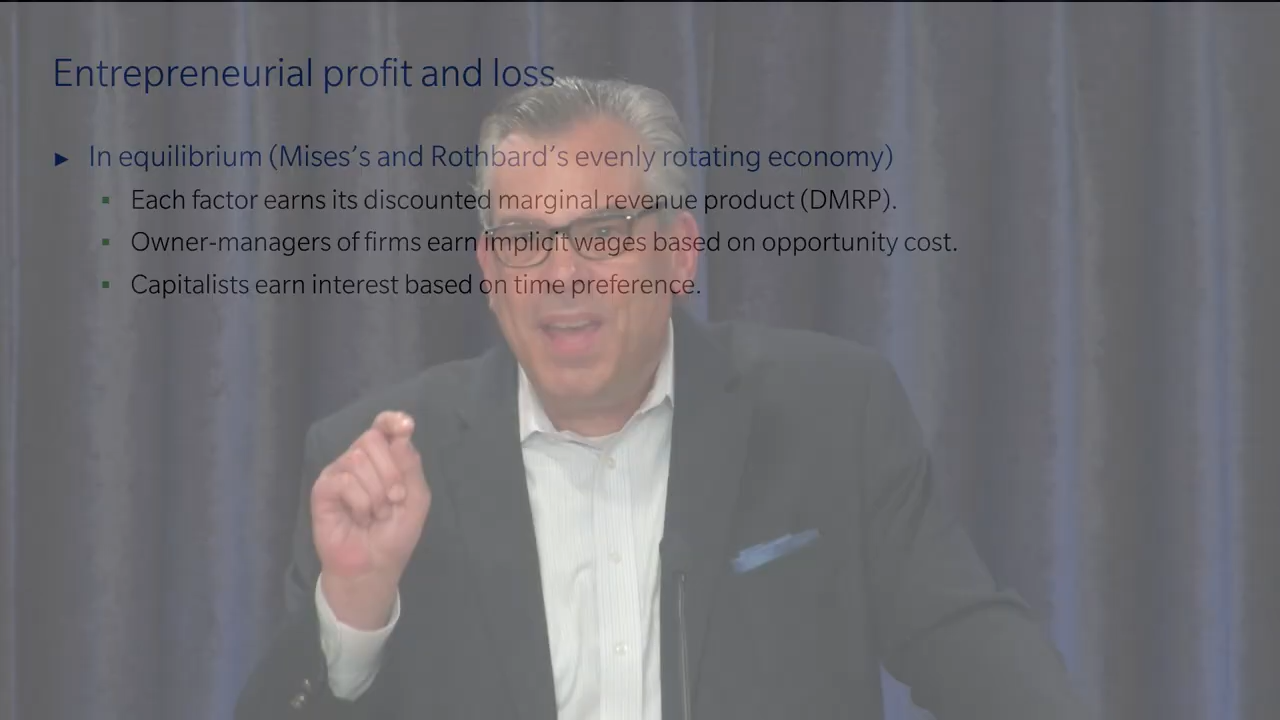 Entrepreneurial profit and loss
► In equilibrium (Mises's and Rothbard's evenly rotating economy)
▪ Each factor earns its discounted marginal revenue product (DMRP).
▪ Owner-managers of firms earn implicit wages based on opportunity cost.
▪ Capitalists earn interest based on time preference.